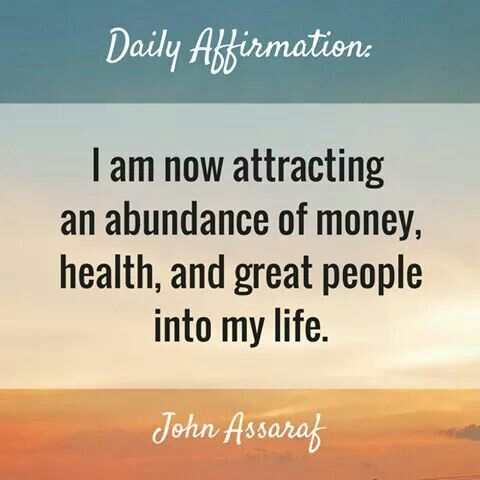 Daily Affirmation:
I am now attracting
an abundance of money,
health, and great people
into my life.
John Assaraf